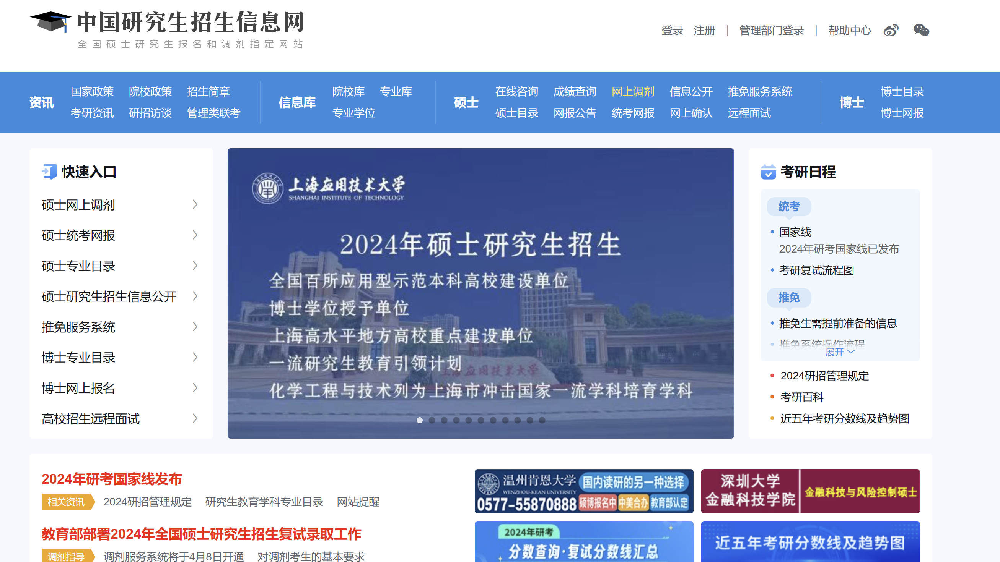 中国研究生招生信息网
全国硕士研究生报名和调剂指定网站
登录 注册 | 管理部门登录 | 帮助中心
资讯
国家政策 院校政策 招生简章
考研资讯 研招访谈 管理类联考
信息库
院校库 专业库
专业学位
硕士
在线咨询 成绩查询 网上调剂 信息公开 推免服务系统
硕士目录 网报公告 统考网报 网上确认 远程面试
博士
博士目录
博士网报
快速入口
硕士网上调剂
硕士统考网报
硕士专业目录
硕士研究生招生信息公开
推免服务系统
博士专业目录
博士网上报名
高校招生远程面试
上海应用技术大学
SHANGHAI INSTITUTE OF TECHNOLOGY
2024年硕士研究生招生
全国百所应用型示范本科高校建设单位
博士学位授予单位
上海高水平地方高校重点建设单位
一流研究生教育引领计划
上海应用技术大学
化学工程与技术列为上海市冲击国家一流学科培育学科
考研日程
统考
国家线
2024年研考国家线已发布
考研复试流程图
推免
推免生需提前准备的信息
推免系统操作流程
展开
2024研招管理规定
考研百科
近五年考研分数线及趋势图
2024年研考国家线发布
相关资讯 2024研招管理规定 研究生教育学科专业目录 网站提醒
教育部部署2024年全国硕士研究生招生复试录取工作
调剂指导 调剂服务系统将于4月8日开通 对调剂考生的基本要求
温州肯恩大学
WENZHOU-KEAN UNIVERSITY
国内读研的另一种选择
0577-55870888
硕博报名中 中美合办 教育部认定
深圳大学
金融科技学院
金融科技与风险控制硕士
2024年研考
分数查询·复试分数线汇总
近五年考研分数线及趋势图